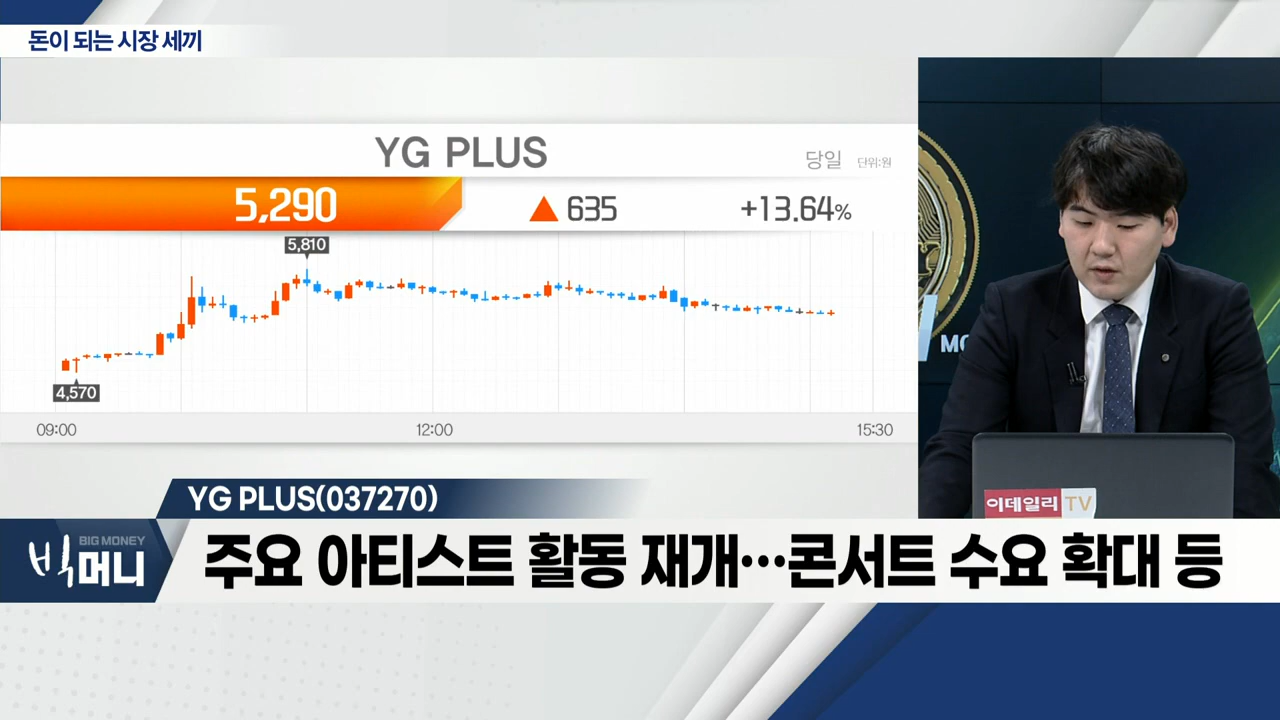 돈이 되는 시장 세끼
YG PLUS
당일 단위:원
5,290 ▲ 635 +13.64%
5,810
4,570
09:00 12:00 15:30
MO
이데일리TV
YG PLUS(037270)
BIG MONEY
빅머니
주요 아티스트 활동 재개…콘서트 수요 확대 등